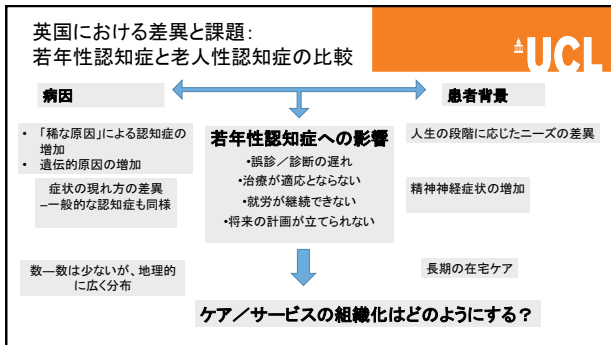 英国における差異と課題:
若年性認知症と老人性認知症の比較
UCL
病因
患者背景
• 「稀な原因」による認知症の
増加
• 遺伝的原因の増加
症状の現れ方の差異
–一般的な認知症も同様
数―数は少ないが、地理的
に広く分布
若年性認知症への影響
•誤診/診断の遅れ
•治療が適応とならない
•就労が継続できない
•将来の計画が立てられない
人生の段階に応じたニーズの差異
精神神経症状の増加
長期の在宅ケア
ケア/サービスの組織化はどのようにする?